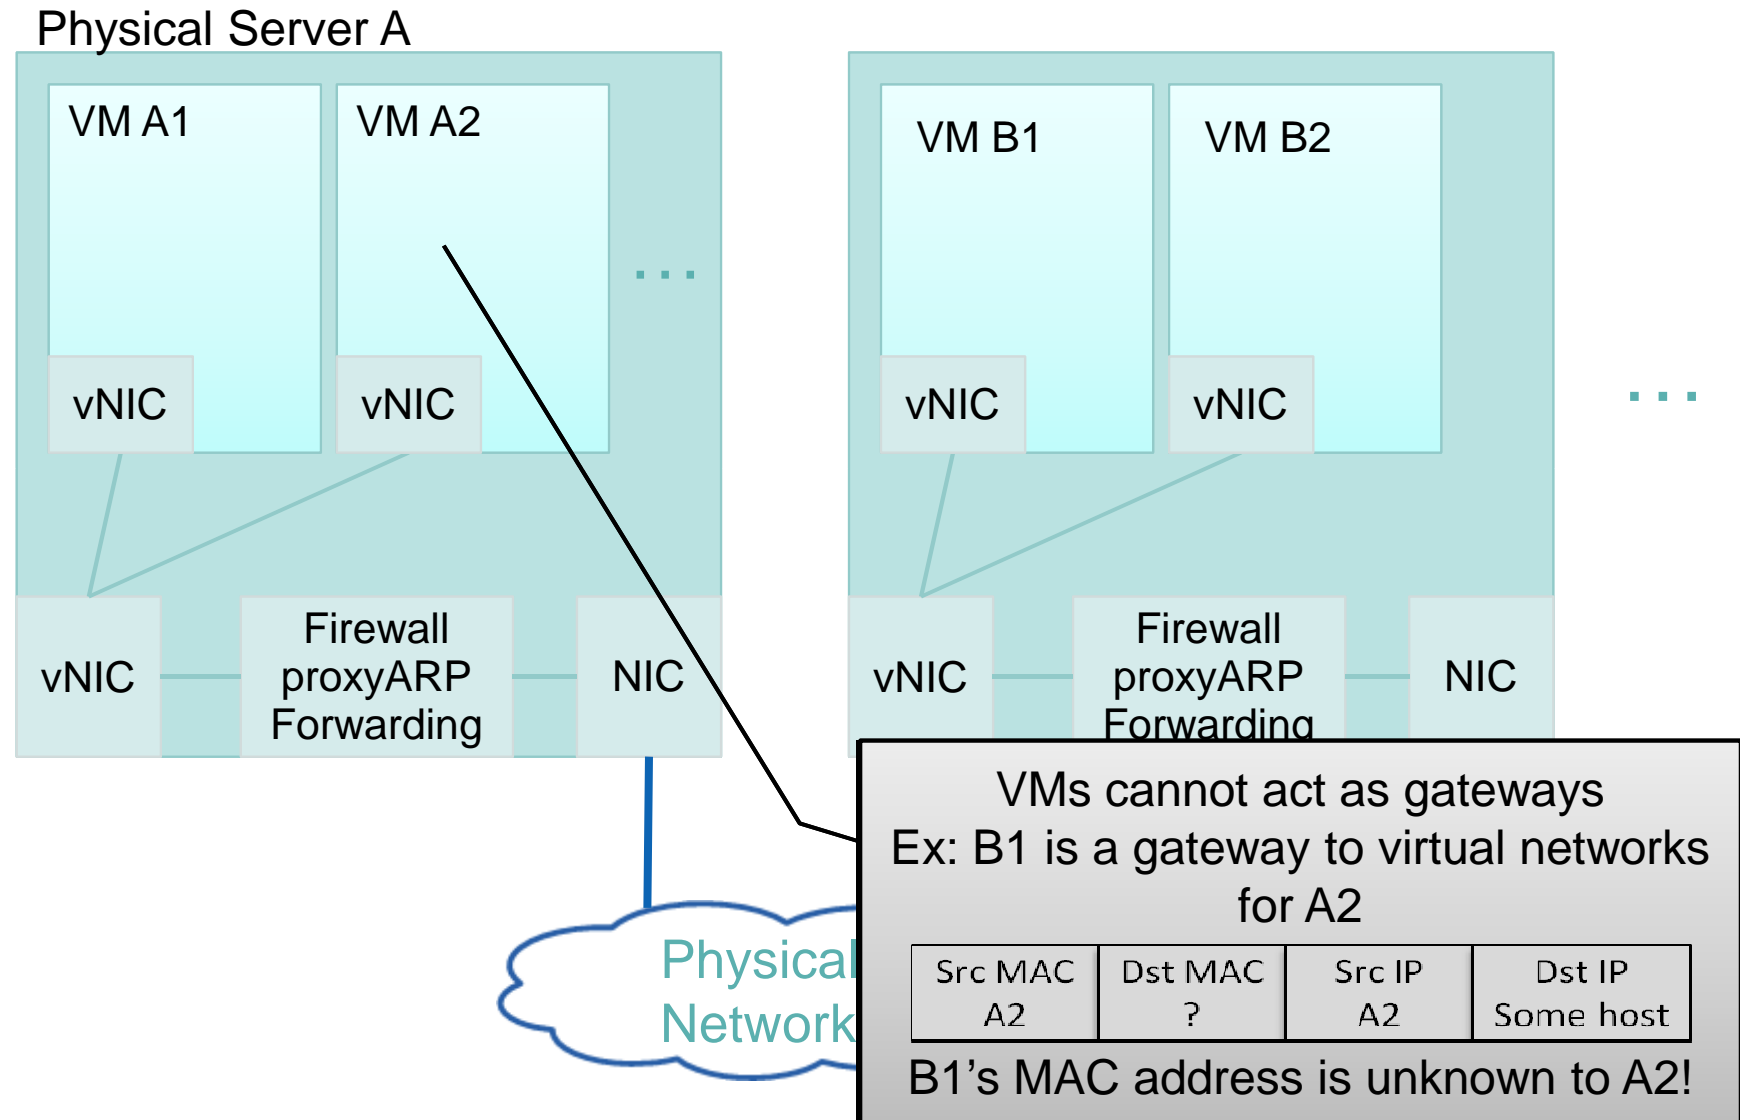 Physical Server A
VM A1
VM A2
...
vNIC
vNIC
vNIC
Firewall
proxyARP
Forwarding
NIC
VM B1
VM B2
...
vNIC
vNIC
vNIC
Firewall
proxyARP
Forwarding
NIC
Physical
Network
VMs cannot act as gateways
Ex: B1 is a gateway to virtual networks
for A2
Src MAC Dst MAC Src IP Dst IP
A2 ? A2 Some host
B1’s MAC address is unknown to A2!